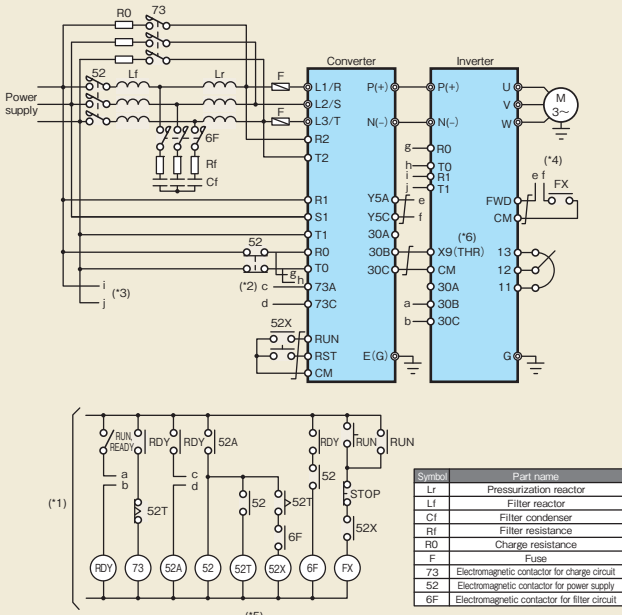 R0 73
52 Lf Lr F
Power
supply
F
6F
Rf
Cf
Converter Inverter
L1/R P(+) P(+) U
L2/S V
L3/T N(-) N(-) W
M
3~
R2 g R0
T2 h T0
i R1
j T1
(*4)
e f FX
R1 Y5A e FWD
S1 Y5C f CM
T1 30A (*6)
52 R0 30B X9(THR) 13
T0 30C CM 12
g
h
i (*3) (*2) c 73A 30A 11
j d 73C a 30B
b 30C
52X RUN
RST E(G) G
CM
RUN, READY RDY RDY 52A RDY RUN RUN
a c
b d
52 52T 52 STOP
(*1) 52T 6F 52X
RDY 73 52A 52 52T 52X 6F FX
(*5)
Symbol Part name
Lr Pressurization reactor
Lf Filter reactor
Cf Filter condenser
Rf Filter resistance
R0 Charge resistance
F Fuse
73 Electromagnetic contactor for charge circuit
52 Electromagnetic contactor for power supply
6F Electromagnetic contactor for filter circuit